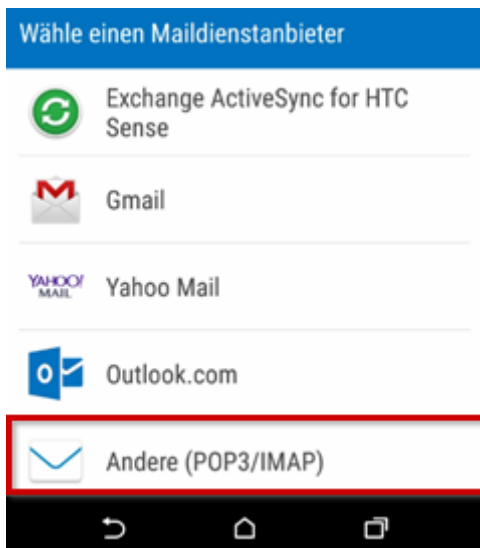 Wähle einen Maildienstanbieter
Exchange ActiveSync for HTC
Sense
Gmail
YAHOO!
MAIL
Yahoo Mail
Outlook.com
Andere (POP3/IMAP)